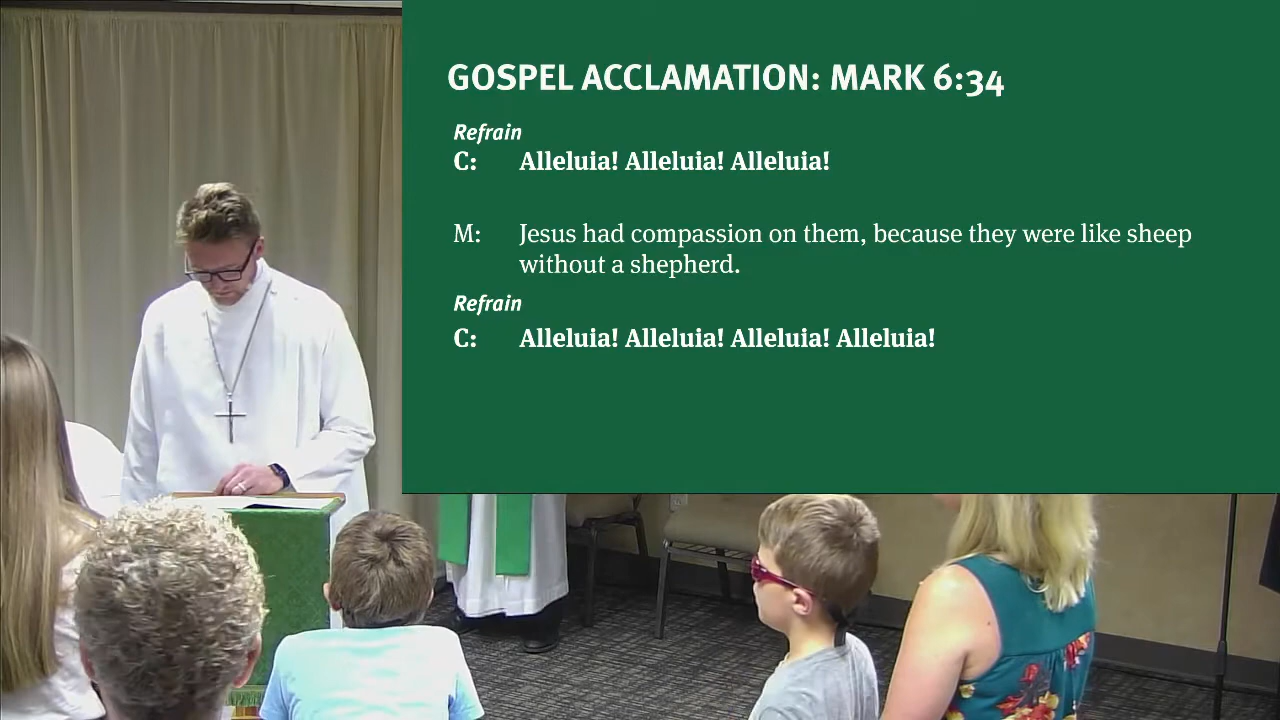 GOSPEL ACCLAMATION: MARK 6:34
Refrain
C: Alleluia! Alleluia! Alleluia!
M: Jesus had compassion on them, because they were like sheep
without a shepherd.
Refrain
C: Alleluia! Alleluia! Alleluia! Alleluia!